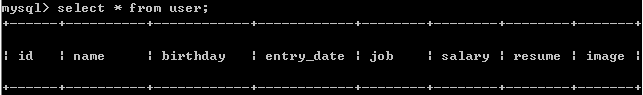 mysql> select * from user;
+------+----------+------------+------------+--------+--------+--------+-------+
¦ id   ¦ name     ¦ birthday   ¦ entry_date ¦ job    ¦ salary ¦ resume ¦ image ¦
+------+----------+------------+------------+--------+--------+--------+-------+